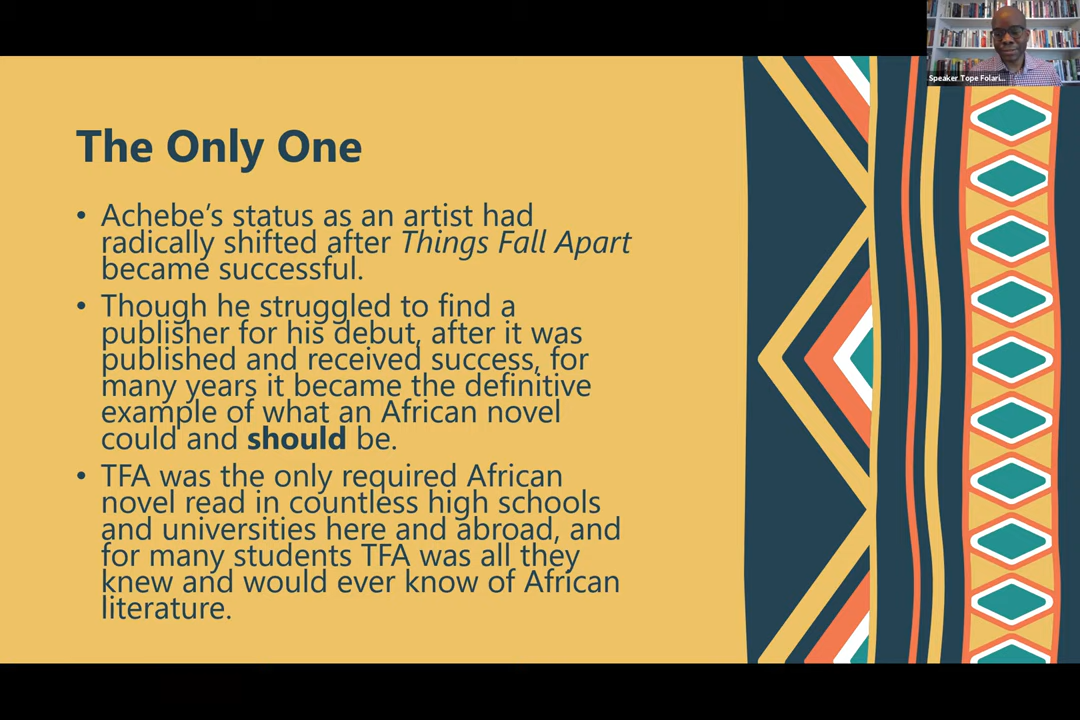 Speaker Tope Folari...
The Only One
• Achebe’s status as an artist had
radically shifted after Things Fall Apart
became successful.
• Though he struggled to find a
publisher for his debut, after it was
published and received success, for
many years it became the definitive
example of what an African novel
could and should be.
• TFA was the only required African
novel read in countless high schools
and universities here and abroad, and
for many students TFA was all they
knew and would ever know of African
literature.